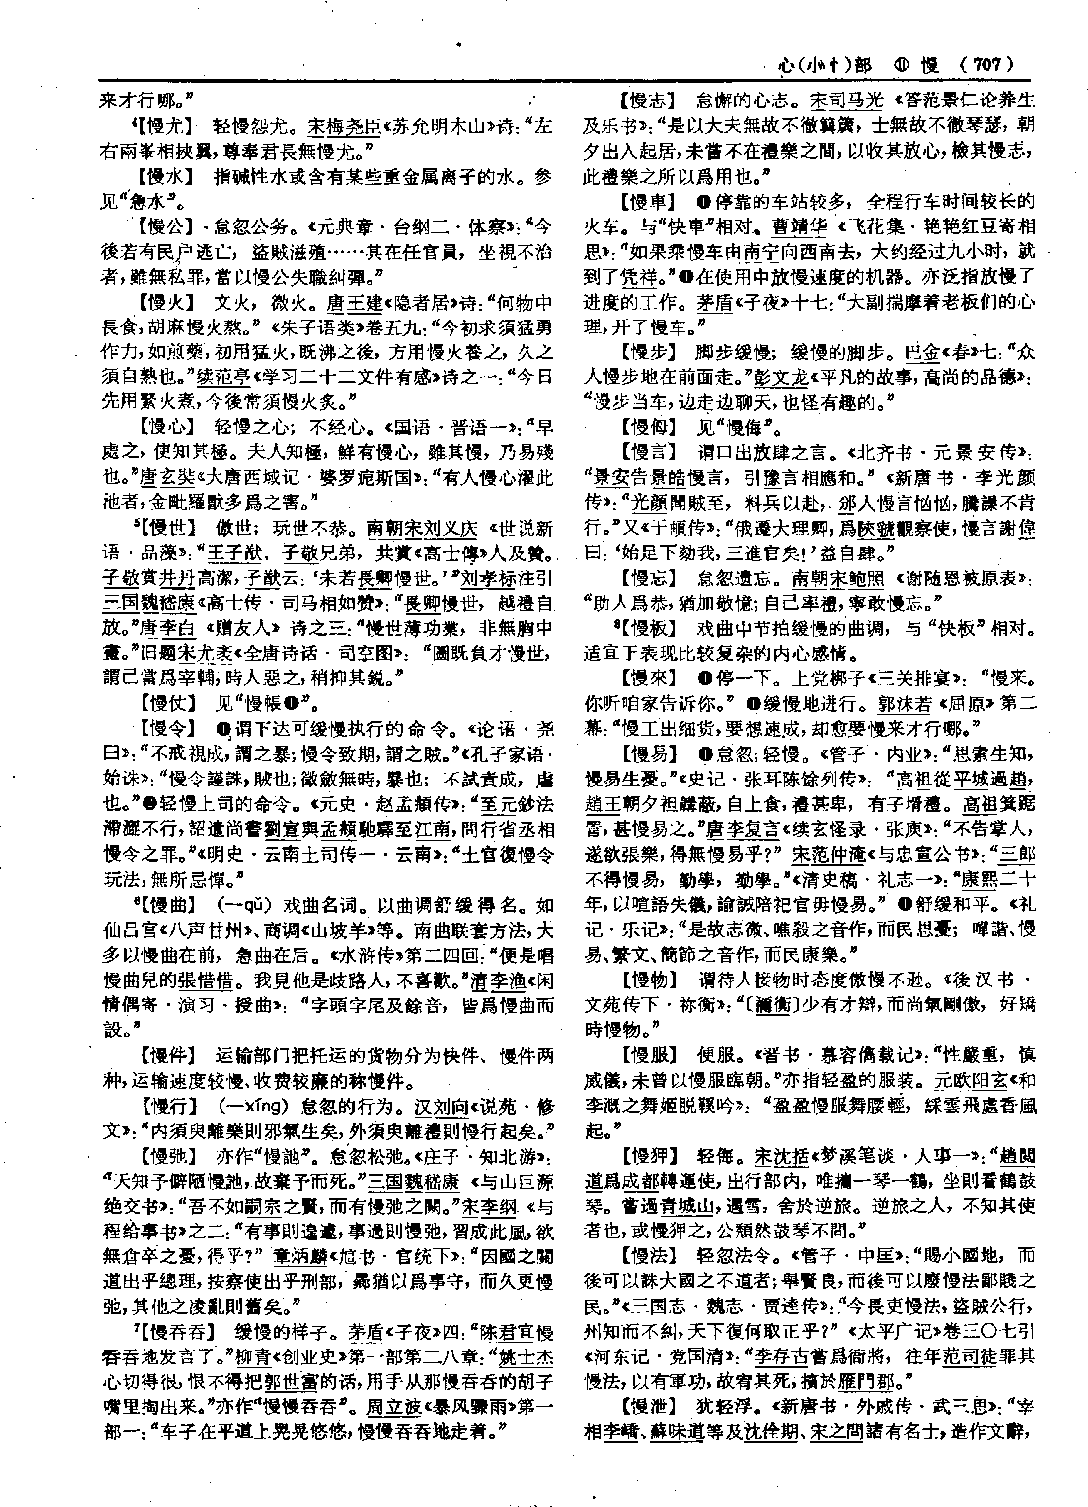 心(小忄)部 ⑪ 慢 (707)
来才行哪。”
⁴【慢尤】 轻慢怨尤。宋梅尧臣《苏允明木山》诗:“左
右兩峯相挾翼,尊奉君長無慢尤。”
【慢水】 指碱性水或含有某些重金属离子的水。参
见“急水”。
【慢公】 怠忽公务。《元典章·台纲二·体察》:“今
後若有民户逃亡,盜賊滋殖……其在任官員,坐視不治
者,雖無私罪,當以慢公失職糾彈。”
【慢火】 文火,微火。唐王建《隐者居》诗:“何物中
長食,胡麻慢火熬。”《朱子语类》卷五九:“今初求須猛勇
作力,如煎藥,初用猛火,既沸之後,方用慢火養之,久之
須自熟也。”续范亭《学习二十二文件有感》诗之一:“今日
先用緊火煮,今後常須慢火炙。”
【慢心】 轻慢之心;不经心。《国语·晋语一》:“早
處之,使知其極。夫人知極,鮮有慢心,雖其慢,乃易殘
也。”唐玄奘《大唐西域记·婆罗痆斯国》:“有人慢心濯此
池者,金毗羅獸多爲之害。”
⁵【慢世】 傲世;玩世不恭。南朝宋刘义庆《世说新
语·品藻》:“王子猷、子敬兄弟,共賞《高士傳》人及贊。
子敬賞井丹高潔,子猷云:‘未若長卿慢世。’”刘孝标注引
三国魏嵇康《高士传·司马相如赞》:“長卿慢世,越禮自
放。”唐李白《赠友人》诗之三:“慢世薄功業,非無胸中
畫。”旧题宋尤袤《全唐诗话·司空图》:“圖既負才慢世,
謂己當爲宰輔,時人惡之,稍抑其鋭。”
【慢仗】 见“慢帳❶”。
【慢令】 ❶谓下达可缓慢执行的命令。《论语·尧
曰》:“不戒視成,謂之暴;慢令致期,謂之賊。”《孔子家语·
始诛》:“慢令謹誅,賊也;徵斂無時,暴也;不試責成,虐
也。”❷轻慢上司的命令。《元史·赵孟頫传》:“至元鈔法
滯澀不行,詔遣尚書劉宣與孟頫馳驛至江南,問行省丞相
慢令之罪。”《明史·云南土司传一·云南》:“土官復慢令
玩法,無所忌憚。”
⁶【慢曲】 (—qǔ) 戏曲名词。以曲调舒缓得名。如
仙吕宫《八声甘州》、商调《山坡羊》等。南曲联套方法,大
多以慢曲在前,急曲在后。《水浒传》第二四回:“便是唱
慢曲兒的張惜惜。我見他是歧路人,不喜歡。”清李渔《闲
情偶寄·演习·授曲》:“字頭字尾及餘音,皆爲慢曲而
設。”
【慢件】 运输部门把托运的货物分为快件、慢件两
种,运输速度较慢、收费较廉的称慢件。
【慢行】 (—xíng) 怠忽的行为。汉刘向《说苑·修
文》:“内須臾離樂則邪氣生矣,外須臾離禮則慢行起矣。”
【慢弛】 亦作“慢訑”。怠忽松弛。《庄子·知北游》:
“天知予僻陋慢訑,故棄予而死。”三国魏嵇康《与山巨源
绝交书》:“吾不如嗣宗之賢,而有慢弛之闕。”宋李纲《与
程给事书》之二:“有事則遑遽,事過則慢弛,習成此風,欲
無倉卒之憂,得乎?”章炳麟《訄书·官统下》:“因國之闢
道出乎總理,按察使出乎刑部,羈猶以爲事守,而久更慢
弛,其他之淩亂則舊矣。”
⁷【慢吞吞】 缓慢的样子。茅盾《子夜》四:“陈君宜慢
吞吞地发言了。”柳青《创业史》第一部第二八章:“姚士杰
心切得很,恨不得把郭世富的话,用手从那慢吞吞的胡子
嘴里掏出来。”亦作“慢慢吞吞”。周立波《暴风骤雨》第一
部一:“车子在平道上晃晃悠悠,慢慢吞吞地走着。”
【慢志】 怠懈的心志。宋司马光《答范景仁论养生
及乐书》:“是以大夫無故不徹簨簴,士無故不徹琴瑟,朝
夕出入起居,未嘗不在禮樂之間,以收其放心,檢其慢志,
此禮樂之所以爲用也。”
【慢車】 ❶停靠的车站较多,全程行车时间较长的
火车。与“快車”相对。曹靖华《飞花集·艳艳红豆寄相
思》:“如果乘慢车由南宁向西南去,大约经过九小时,就
到了凭祥。”❷在使用中放慢速度的机器。亦泛指放慢了
进度的工作。茅盾《子夜》十七:“大副揣摩着老板们的心
理,开了慢车。”
【慢步】 脚步缓慢;缓慢的脚步。巴金《春》七:“众
人慢步地在前面走。”彭文龙《平凡的故事,高尚的品德》:
“漫步当车,边走边聊天,也怪有趣的。”
【慢侮】 见“慢侮”。
【慢言】 谓口出放肆之言。《北齐书·元景安传》:
“景安告景皓慢言,引豫言相應和。”《新唐书·李光颜
传》:“光顔聞賊至,料兵以赴,邠人慢言忷忷,騰譟不肯
行。”又《于頔传》:“俄遷大理卿,爲陝虢觀察使,慢言謝偉
曰:‘始足下劾我,三進官矣!’益自肆。”
【慢忘】 怠忽遗忘。南朝宋鲍照《谢随恩被原表》:
“助人爲恭,猶加敬憶;自己率禮,寧敢慢忘。”
⁸【慢板】 戏曲中节拍缓慢的曲调,与“快板”相对。
适宜于表现比较复杂的内心感情。
【慢來】 ❶停一下。上党梆子《三关排宴》:“慢来。
你听咱家告诉你。”❷缓慢地进行。郭沫若《屈原》第二
幕:“慢工出细货,要想速成,却愈要慢来才行哪。”
【慢易】 ❶怠忽;轻慢。《管子·内业》:“思索生知,
慢易生憂。”《史记·张耳陈馀列传》:“高祖從平城過趙,
趙王朝夕袒韝蔽,自上食,禮甚卑,有子壻禮。高祖箕踞
詈,甚慢易之。”唐李复言《续玄怪录·张庾》:“不告掌人,
遂欲張樂,得無慢易乎?”宋范仲淹《与忠宣公书》:“三郎
不得慢易,勤學,勤學。”《清史稿·礼志一》:“康熙二十
年,以喧語失儀,諭誡陪祀官毋慢易。”❷舒缓和平。《礼
记·乐记》:“是故志微、噍殺之音作,而民思憂;嘽諧、慢
易、繁文、簡節之音作,而民康樂。”
【慢物】 谓待人接物时态度傲慢不逊。《後汉书·
文苑传下·祢衡》:“〔禰衡〕少有才辯,而尚氣剛傲,好矯
時慢物。”
【慢服】 便服。《晋书·慕容儁载记》:“性嚴重,慎
威儀,未曾以慢服臨朝。”亦指轻盈的服装。元欧阳玄《和
李溉之舞姬脱鞋吟》:“盈盈慢服舞腰輕,綵雲飛處香風
起。”
【慢狎】 轻侮。宋沈括《梦溪笔谈·人事一》:“趙閲
道爲成都轉運使,出行部内,唯攜一琴一鶴,坐則看鶴鼓
琴。嘗過青城山,遇雪,舍於逆旅。逆旅之人,不知其使
者也,或慢狎之,公頽然鼓琴不問。”
【慢法】 轻忽法令。《管子·中匡》:“賜小國地,而
後可以誅大國之不道者;舉賢良,而後可以廢慢法鄙賤之
民。”《三国志·魏志·贾逵传》:“今長吏慢法,盜賊公行,
州知而不糾,天下復何取正乎?”《太平广记》卷三〇七引
《河东记·党国清》:“李存古嘗爲衙將,往年范司徒罪其
慢法,以有軍功,故宥其死,擯於雁門郡。”
【慢泄】 犹轻浮。《新唐书·外戚传·武三思》:“宰
相李嶠、蘇味道等及沈佺期、宋之問諸有名士,造作文辭,